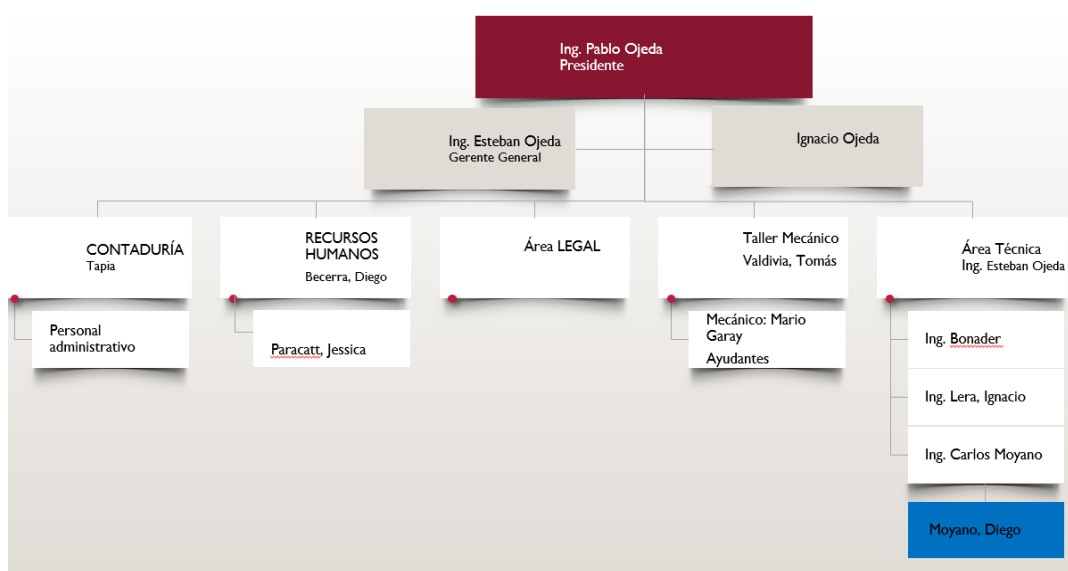 Ing. Pablo Ojeda
Presidente
Ing. Esteban Ojeda
Gerente General
Ignacio Ojeda
CONTADURÍA
Tapia
RECURSOS
HUMANOS
Becerra, Diego
Área LEGAL
Taller Mecánico
Valdivia, Tomás
Área Técnica
Ing. Esteban Ojeda
Personal
administrativo
Paracatt, Jessica
Mecánico: Mario
Garay
Ayudantes
Ing. Bonader
Ing. Lera, Ignacio
Ing. Carlos Moyano
Moyano, Diego